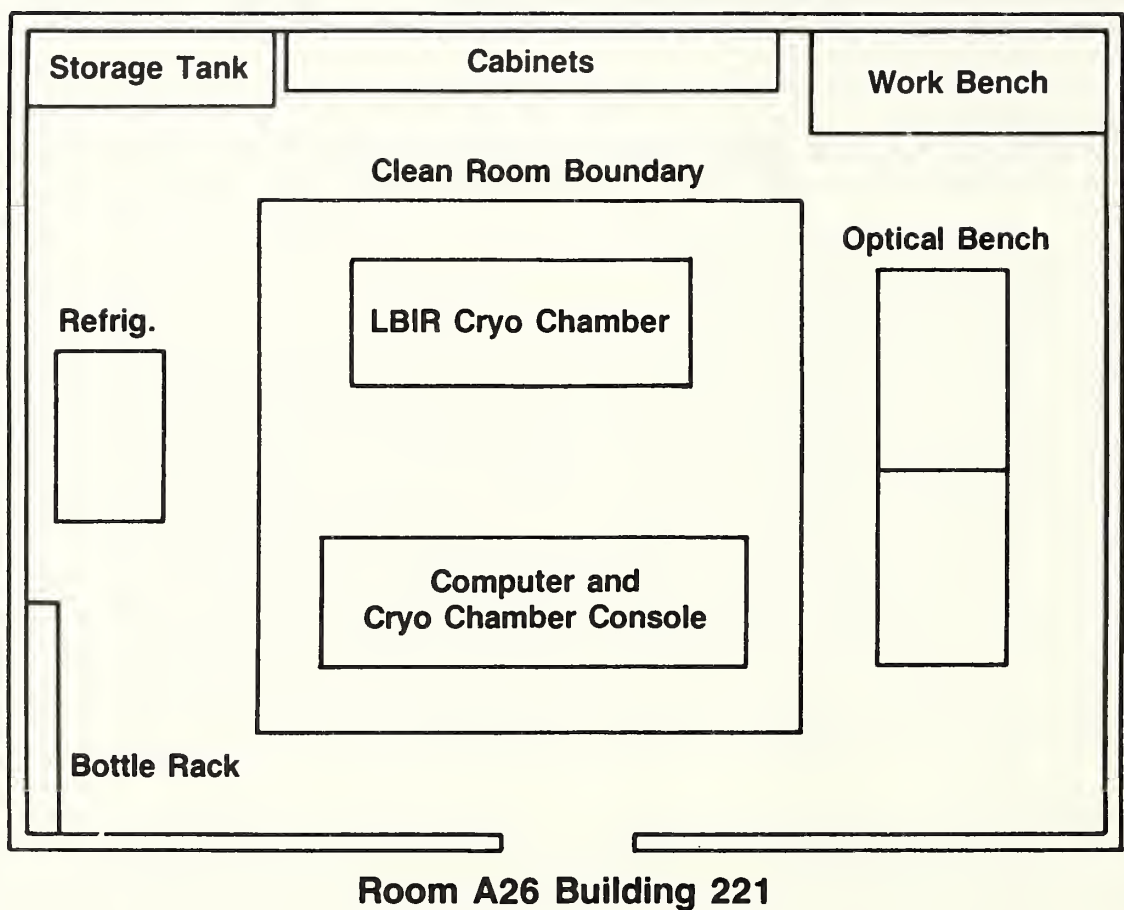 Storage Tank
Cabinets
Work Bench
Clean Room Boundary
Optical Bench
Refrig.
LBIR Cryo Chamber
Computer and
Cryo Chamber Console
Bottle Rack
Room A26 Building 221